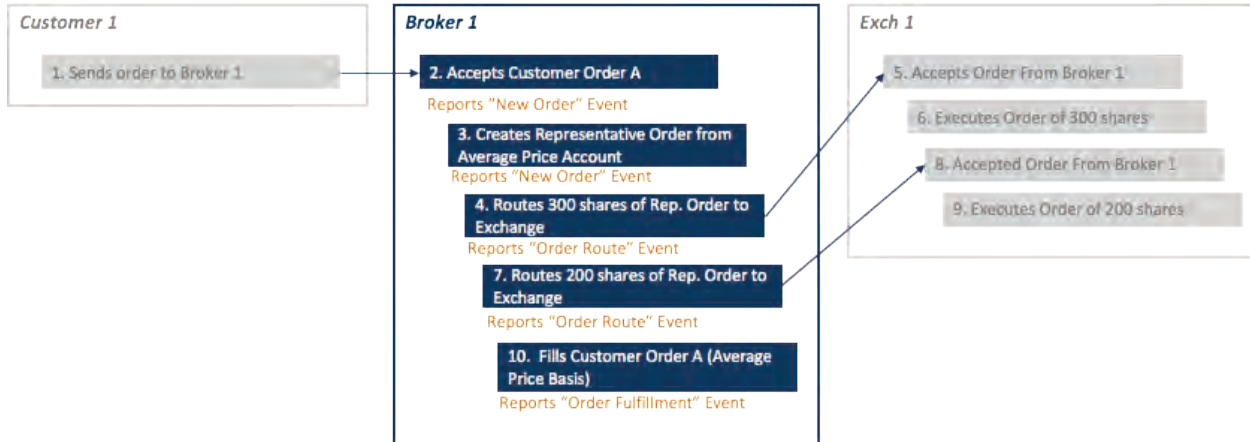 Customer 1
1. Sends order to Broker 1
Broker 1
2. Accepts Customer Order A
Reports "New Order" Event
3. Creates Representative Order from
Average Price Account
Reports "New Order" Event
4. Routes 300 shares of Rep. Order to
Exchange
Reports "Order Route" Event
7. Routes 200 shares of Rep. Order to
Exchange
Reports "Order Route" Event
10. Fills Customer Order A (Average
Price Basis)
Reports "Order Fulfillment" Event
Exch 1
5. Accepts Order From Broker 1
6. Executes Order of 300 shares
8. Accepted Order From Broker 1
9. Executes Order of 200 shares